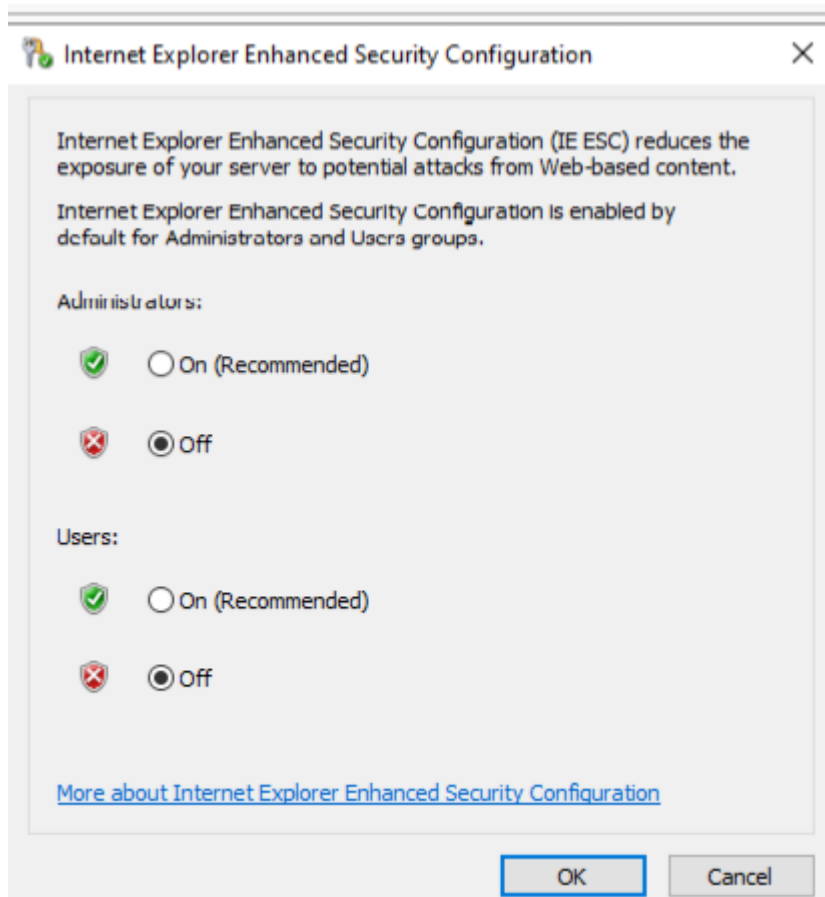 Internet Explorer Enhanced Security Configuration
Internet Explorer Enhanced Security Configuration (IE ESC) reduces the
exposure of your server to potential attacks from Web-based content.
Internet Explorer Enhanced Security Configuration is enabled by
default for Administrators and Users groups.
Administrators:
On (Recommended)
Off
Users:
On (Recommended)
Off
More about Internet Explorer Enhanced Security Configuration
OK
Cancel